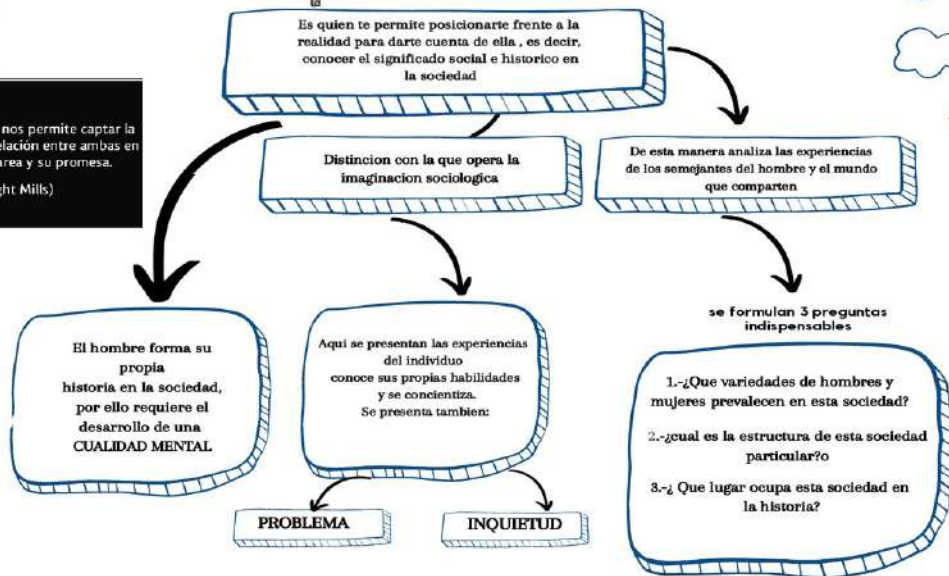 Es quien te permite posicionarte frente a la
realidad para darte cuenta de ella , es decir,
conocer el significado social e historico en
la sociedad
nos permite captar la
elación entre ambas en
area y su promesa.
ght Mills)
Distincion con la que opera la
imaginacion sociologica
De esta manera analiza las experiencias
de los semejantes del hombre y el mundo
que comparten
El hombre forma su
propia
historia en la sociedad,
por ello requiere el
desarrollo de una
CUALIDAD MENTAL
Aqui se presentan las experiencias
del individuo
conoce sus propias habilidades
y se concientiza.
Se presenta tambien:
PROBLEMA
INQUIETUD
se formulan 3 preguntas
indispensables
1.-¿Que variedades de hombres y
mujeres prevalecen en esta sociedad?
2.-¿cual es la estructura de esta sociedad
particular?o
3.-¿ Que lugar ocupa esta sociedad en
la historia?